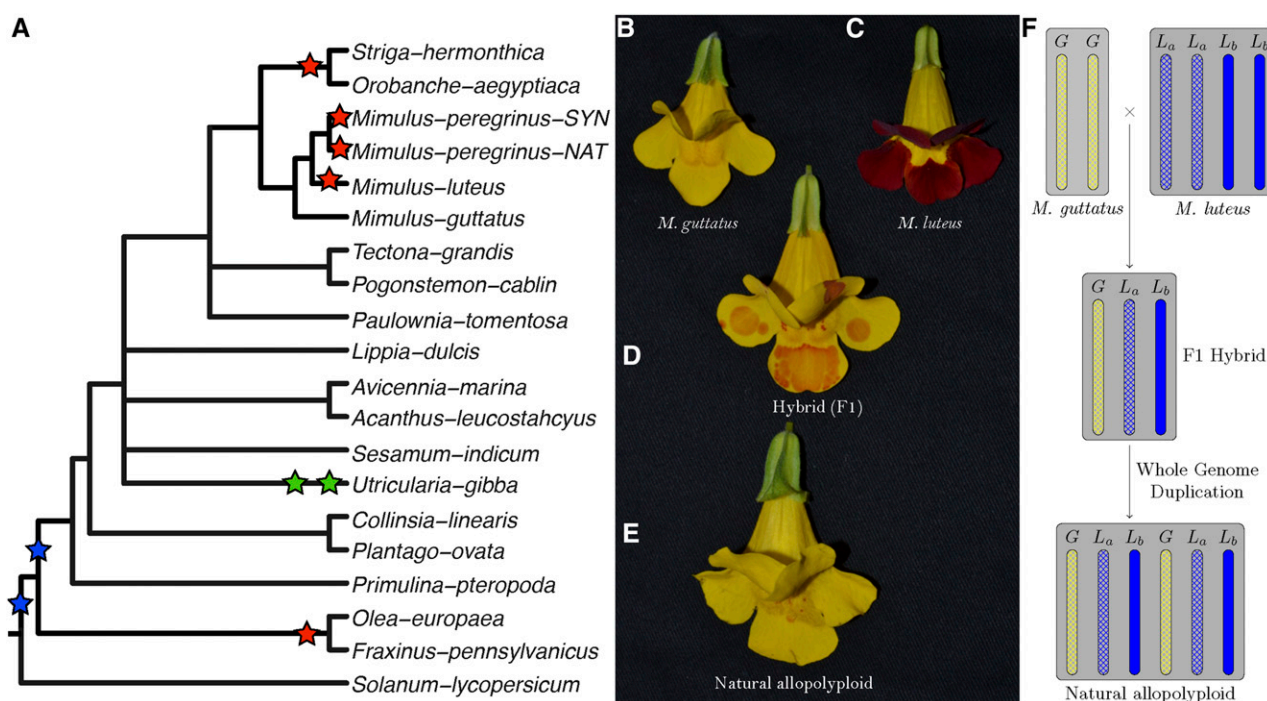 A
Striga-hermonthica
Orobanche-aegyptiaca
Mimulus-peregrinus-SYN
Mimulus-peregrinus-NAT
Mimulus-luteus
Mimulus-guttatus
Tectona-grandis
Pogonstemon-cablin
Paulownia-tomentosa
Lippia-dulcis
Avicennia-marina
Acanthus-leucostahcyus
Sesamum-indicum
Utricularia-gibba
Collinsia-linearis
Plantago-ovata
Primulina-pteropoda
Olea-europaea
Fraxinus-pennsylvanicus
Solanum-lycopersicum
B
M. guttatus
C
M. luteus
D
Hybrid (F1)
E
Natural allopolyploid
F
G G
La La Lb Lb
×
M. guttatus
M. luteus
G La Lb
F1 Hybrid
Whole Genome
Duplication
G La Lb G La Lb
Natural allopolyploid